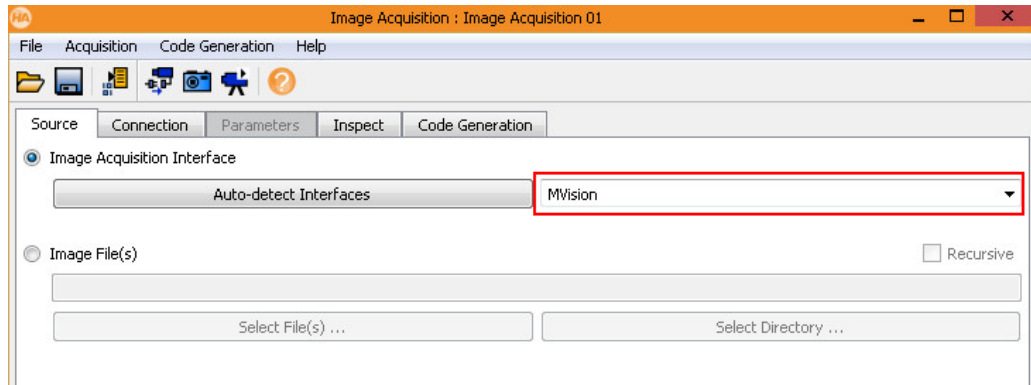 HA Image Acquisition : Image Acquisition 01
File Acquisition Code Generation Help
Source Connection Parameters Inspect Code Generation
Image Acquisition Interface
Auto-detect Interfaces MVision
Image File(s) Recursive
Select File(s) ... Select Directory ...